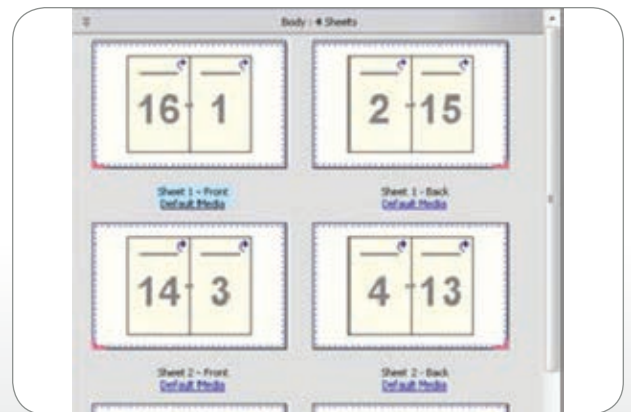 Body : 4 Sheets
16 1
2 15
Sheet 1 - Front
Default Media
Sheet 1 - Back
Default Media
14 3
4 13
Sheet 2 - Front
Default Media
Sheet 2 - Back
Default Media